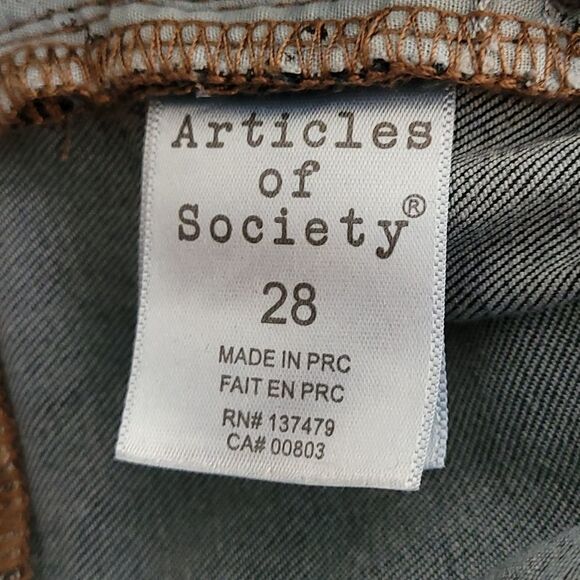 Articles
of
Society®
28
MADE IN PRC
FAIT EN PRC
RN# 137479
CA# 00803